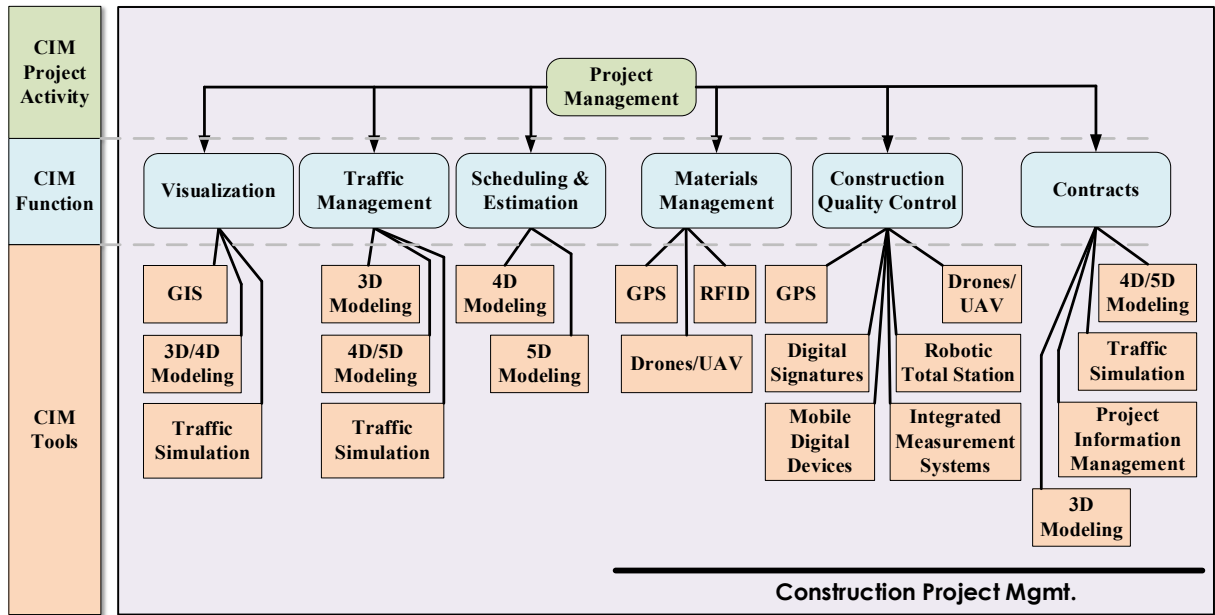 CIM
Project
Activity
Project
Management
CIM
Function
Visualization
Traffic
Management
Scheduling &
Estimation
Materials
Management
Construction
Quality Control
Contracts
CIM
Tools
GIS
3D/4D
Modeling
Traffic
Simulation
3D
Modeling
4D/5D
Modeling
Traffic
Simulation
4D
Modeling
5D
Modeling
GPS
RFID
Drones/UAV
GPS
Drones/
UAV
Digital
Signatures
Robotic
Total Station
Mobile
Digital
Devices
Integrated
Measurement
Systems
4D/5D
Modeling
Traffic
Simulation
Project
Information
Management
3D
Modeling
Construction Project Mgmt.